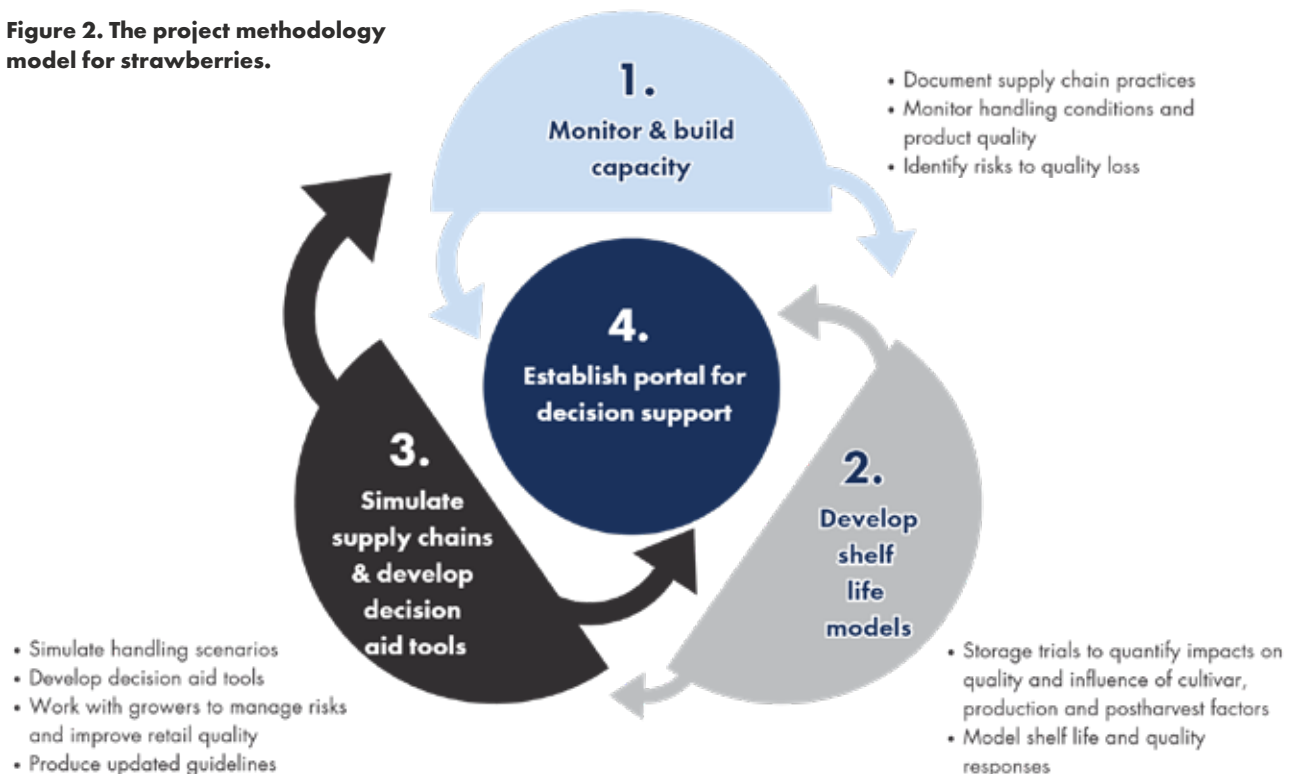 Figure 2. The project methodology
model for strawberries.
1.
Monitor & build
capacity
• Document supply chain practices
• Monitor handling conditions and
product quality
• Identify risks to quality loss
4.
Establish portal for
decision support
3.
Simulate
supply chains
& develop
decision
aid tools
2.
Develop
shelf
life
models
• Simulate handling scenarios
• Develop decision aid tools
• Work with growers to manage risks
and improve retail quality
• Produce updated guidelines
• Storage trials to quantify impacts on
quality and influence of cultivar,
production and postharvest factors
• Model shelf life and quality
responses